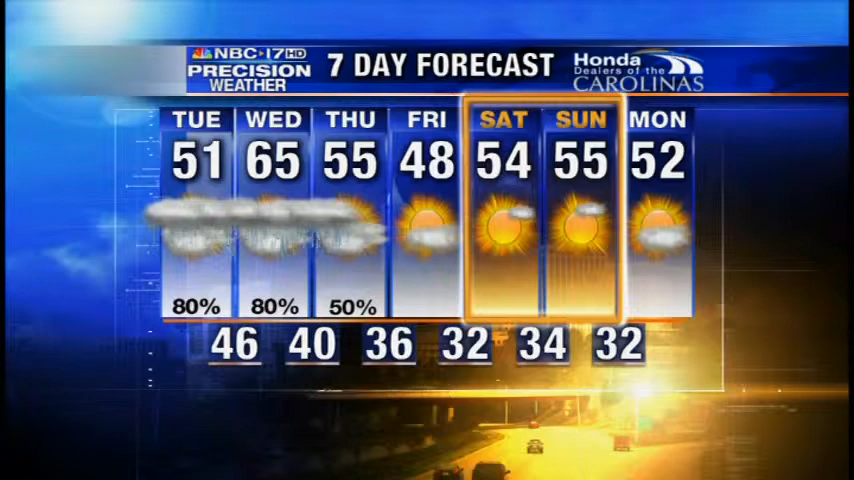 NBC 17 HD
PRECISION
WEATHER
7 DAY FORECAST
Honda
Dealers of the
CAROLINAS
TUE WED THU FRI SAT SUN MON
51 65 55 48 54 55 52
80% 80% 50%
46 40 36 32 34 32